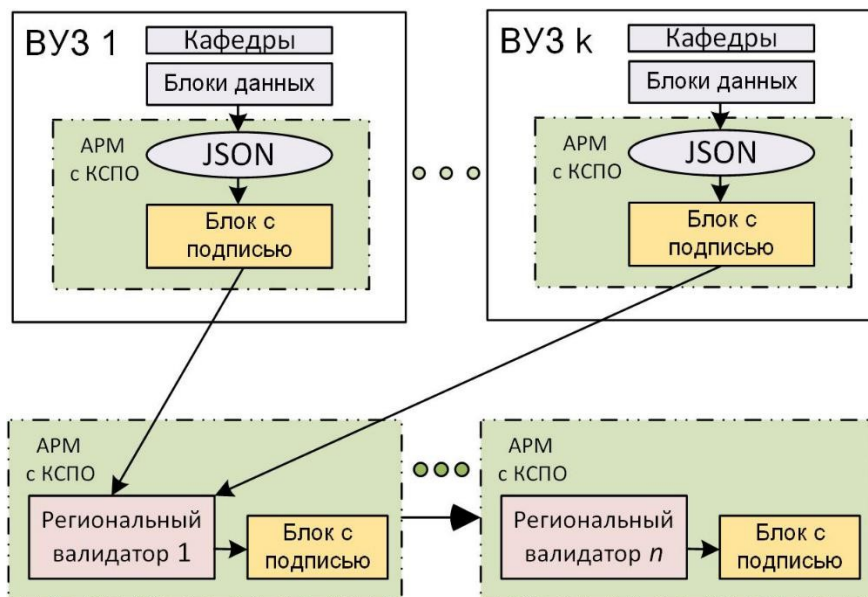 ВУЗ 1
Кафедры
Блоки данных
АРМ
с КСПО
JSON
Блок с
подписью
ВУЗ k
Кафедры
Блоки данных
АРМ
с КСПО
JSON
Блок с
подписью
АРМ
с КСПО
Региональный
валидатор 1
Блок с
подписью
АРМ
с КСПО
Региональный
валидатор n
Блок с
подписью